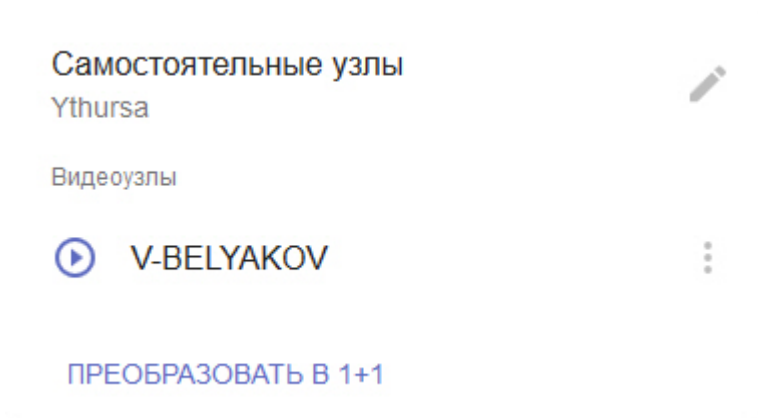 Самостоятельные узлы
Ythursa
Видеоузлы
V-BELYAKOV
ПРЕОБРАЗОВАТЬ В 1+1